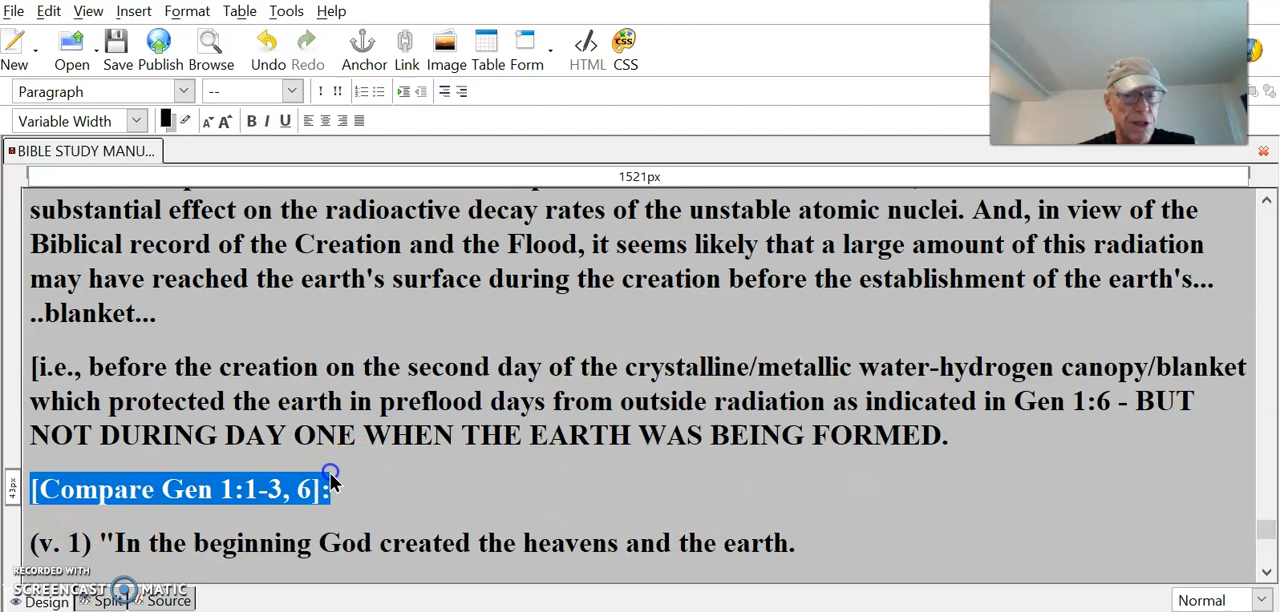 File Edit View Insert Format Table Tools Help
New Open Save Publish Browse Undo Redo Anchor Link Image Table Form HTML CSS
CSS
Paragraph -- ! !!
Variable Width B I U
BIBLE STUDY MANU...
1521px
substantial effect on the radioactive decay rates of the unstable atomic nuclei. And, in view of the
Biblical record of the Creation and the Flood, it seems likely that a large amount of this radiation
may have reached the earth's surface during the creation before the establishment of the earth's...
..blanket...
[i.e., before the creation on the second day of the crystalline/metallic water-hydrogen canopy/blanket
which protected the earth in preflood days from outside radiation as indicated in Gen 1:6 - BUT
NOT DURING DAY ONE WHEN THE EARTH WAS BEING FORMED.
43px
[Compare Gen 1:1-3, 6]:
(v. 1) "In the beginning God created the heavens and the earth.
RECORDED WITH
SCREENCAST MATIC
Design Split Source Normal